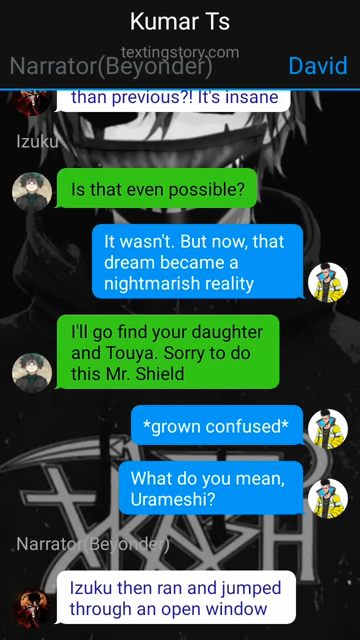 Kumar Ts
textingstory.com
Narrator(Beyonder)
David
than previous?! It's insane
Izuku
Is that even possible?
It wasn't. But now, that
dream became a
nightmarish reality
I'll go find your daughter
and Touya. Sorry to do
this Mr. Shield
*grown confused*
What do you mean,
Urameshi?
Narrator(Beyonder)
Izuku then ran and jumped
through an open window